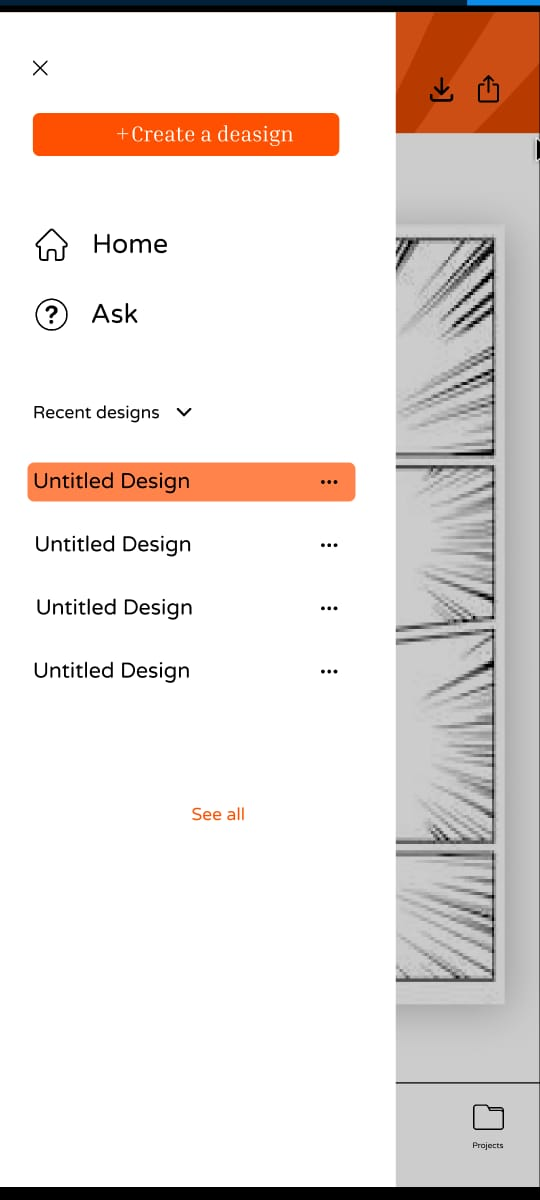 +Create a deasign
Home
? Ask
Recent designs
Untitled Design ...
Untitled Design ...
Untitled Design ...
Untitled Design ...
See all
Projects